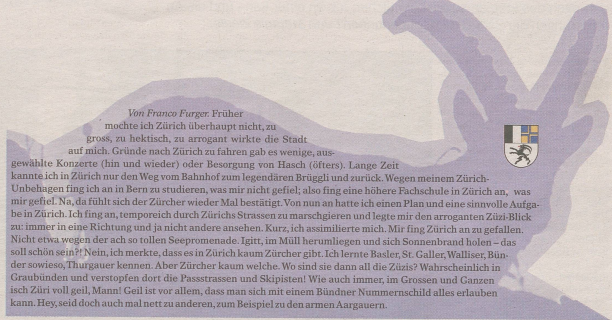 Von Franco Furger. Früher
mochte ich Zürich überhaupt nicht, zu
gross, zu hektisch, zu arrogant wirkte die Stadt
auf mich. Gründe nach Zürich zu fahren gab es wenige, aus-
gewählte Konzerte (hin und wieder) oder Besorgung von Hasch (öfters). Lange Zeit
kannte ich in Zürich nur den Weg vom Bahnhof zum legendären Brüggli und zurück. Wegen meinem Zürich-
Unbehagen fing ich an in Bern zu studieren, was mir nicht gefiel; also fing eine höhere Fachschule in Zürich an, was
mir gefiel. Na, da fühlt sich der Zürcher wieder Mal bestätigt. Von nun an hatte ich einen Plan und eine sinnvolle Aufga-
be in Zürich. Ich fing an, temporeich durch Zürichs Strassen zu marschgieren und legte mir den arroganten Züzi-Blick
zu: immer in eine Richtung und ja nicht andere ansehen. Kurz, ich assimilierte mich. Mir fing Zürich an zu gefallen.
Nicht etwa wegen der ach so tollen Seepromenade. Igitt, im Müll herumliegen und sich Sonnenbrand holen – das
soll schön sein?! Nein, ich merkte, dass es in Zürich kaum Zürcher gibt. Ich lernte Basler, St. Galler, Walliser, Bün-
der sowieso, Thurgauer kennen. Aber Zürcher kaum welche. Wo sind sie dann all die Züzis? Wahrscheinlich in
Graubünden und verstopfen dort die Passstrassen und Skipisten! Wie auch immer, im Grossen und Ganzen
isch Züri voll geil, Mann! Geil ist vor allem, dass man sich mit einem Bündner Nummernschild alles erlauben
kann. Hey, seid doch auch mal nett zu anderen, zum Beispiel zu den armen Aargauern.